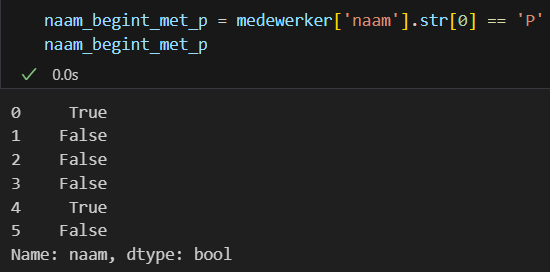 naam_begint_met_p = medewerker['naam'].str[0] == 'P'
naam_begint_met_p
0.0s
0     True
1    False
2    False
3    False
4     True
5    False
Name: naam, dtype: bool